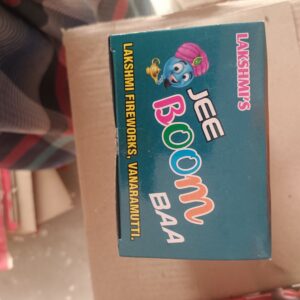 LAKSHMI'S
JEE
BOOM
BAA
LAKSHMI FIREWORKS, VANARAMUTTI.